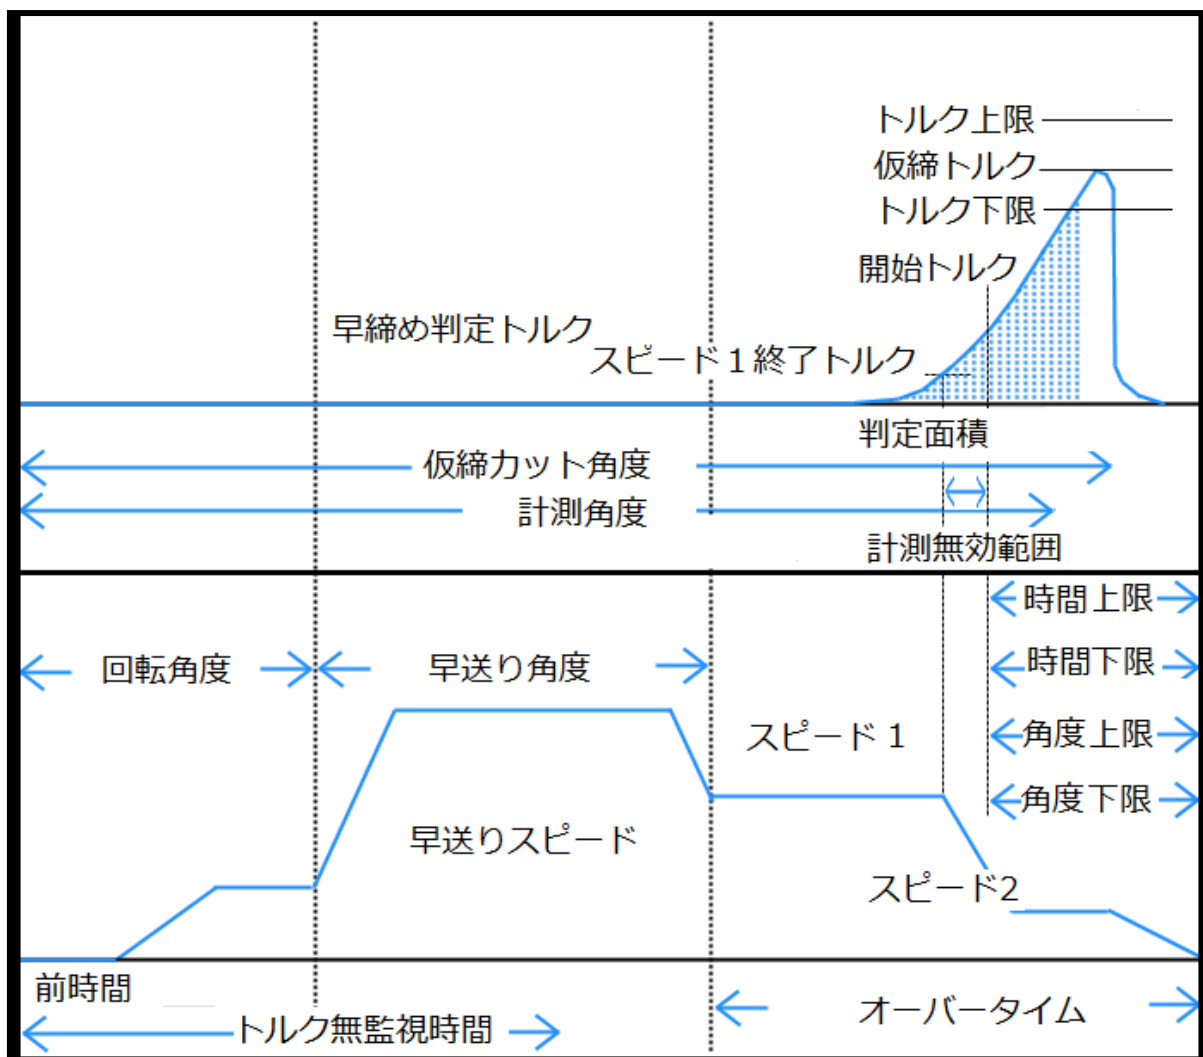 トルク上限
仮締トルク
トルク下限
開始トルク
早締め判定トルク
スピード１終了トルク
判定面積
仮締カット角度
計測角度
計測無効範囲
時間上限
回転角度
早送り角度
時間下限
スピード 1
角度上限
角度下限
早送りスピード
スピード2
前時間
オーバータイム
トルク無監視時間